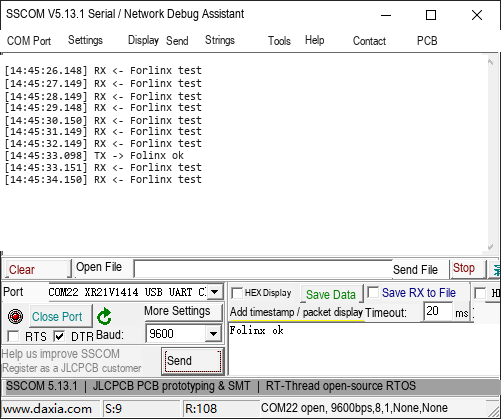 SSCOM V5.13.1 Serial / Network Debug Assistant
COM Port Settings Display Send Strings Tools Help Contact PCB
[14:45:26.148] RX <- Forlinx test
[14:45:27.149] RX <- Forlinx test
[14:45:28.149] RX <- Forlinx test
[14:45:29.148] RX <- Forlinx test
[14:45:30.150] RX <- Forlinx test
[14:45:31.149] RX <- Forlinx test
[14:45:32.149] RX <- Forlinx test
[14:45:33.098] TX -> Folinx ok
[14:45:33.151] RX <- Forlinx test
[14:45:34.150] RX <- Forlinx test
Clear Open File Send File Stop
Port COM22 XR21V1414 USB UART C HEX Display Save Data Save RX to File
Close Port More Settings Add timestamp / packet display Timeout: 20 ms
RTS DTR Baud: 9600
Folinx ok
Help us improve SSCOM
Register as a JLCPCB customer
Send
SSCOM 5.13.1 | JLCPCB PCB prototyping & SMT | RT-Thread open-source RTOS
www.daxia.com S:9 R:108 COM22 open, 9600bps,8,1,None,None